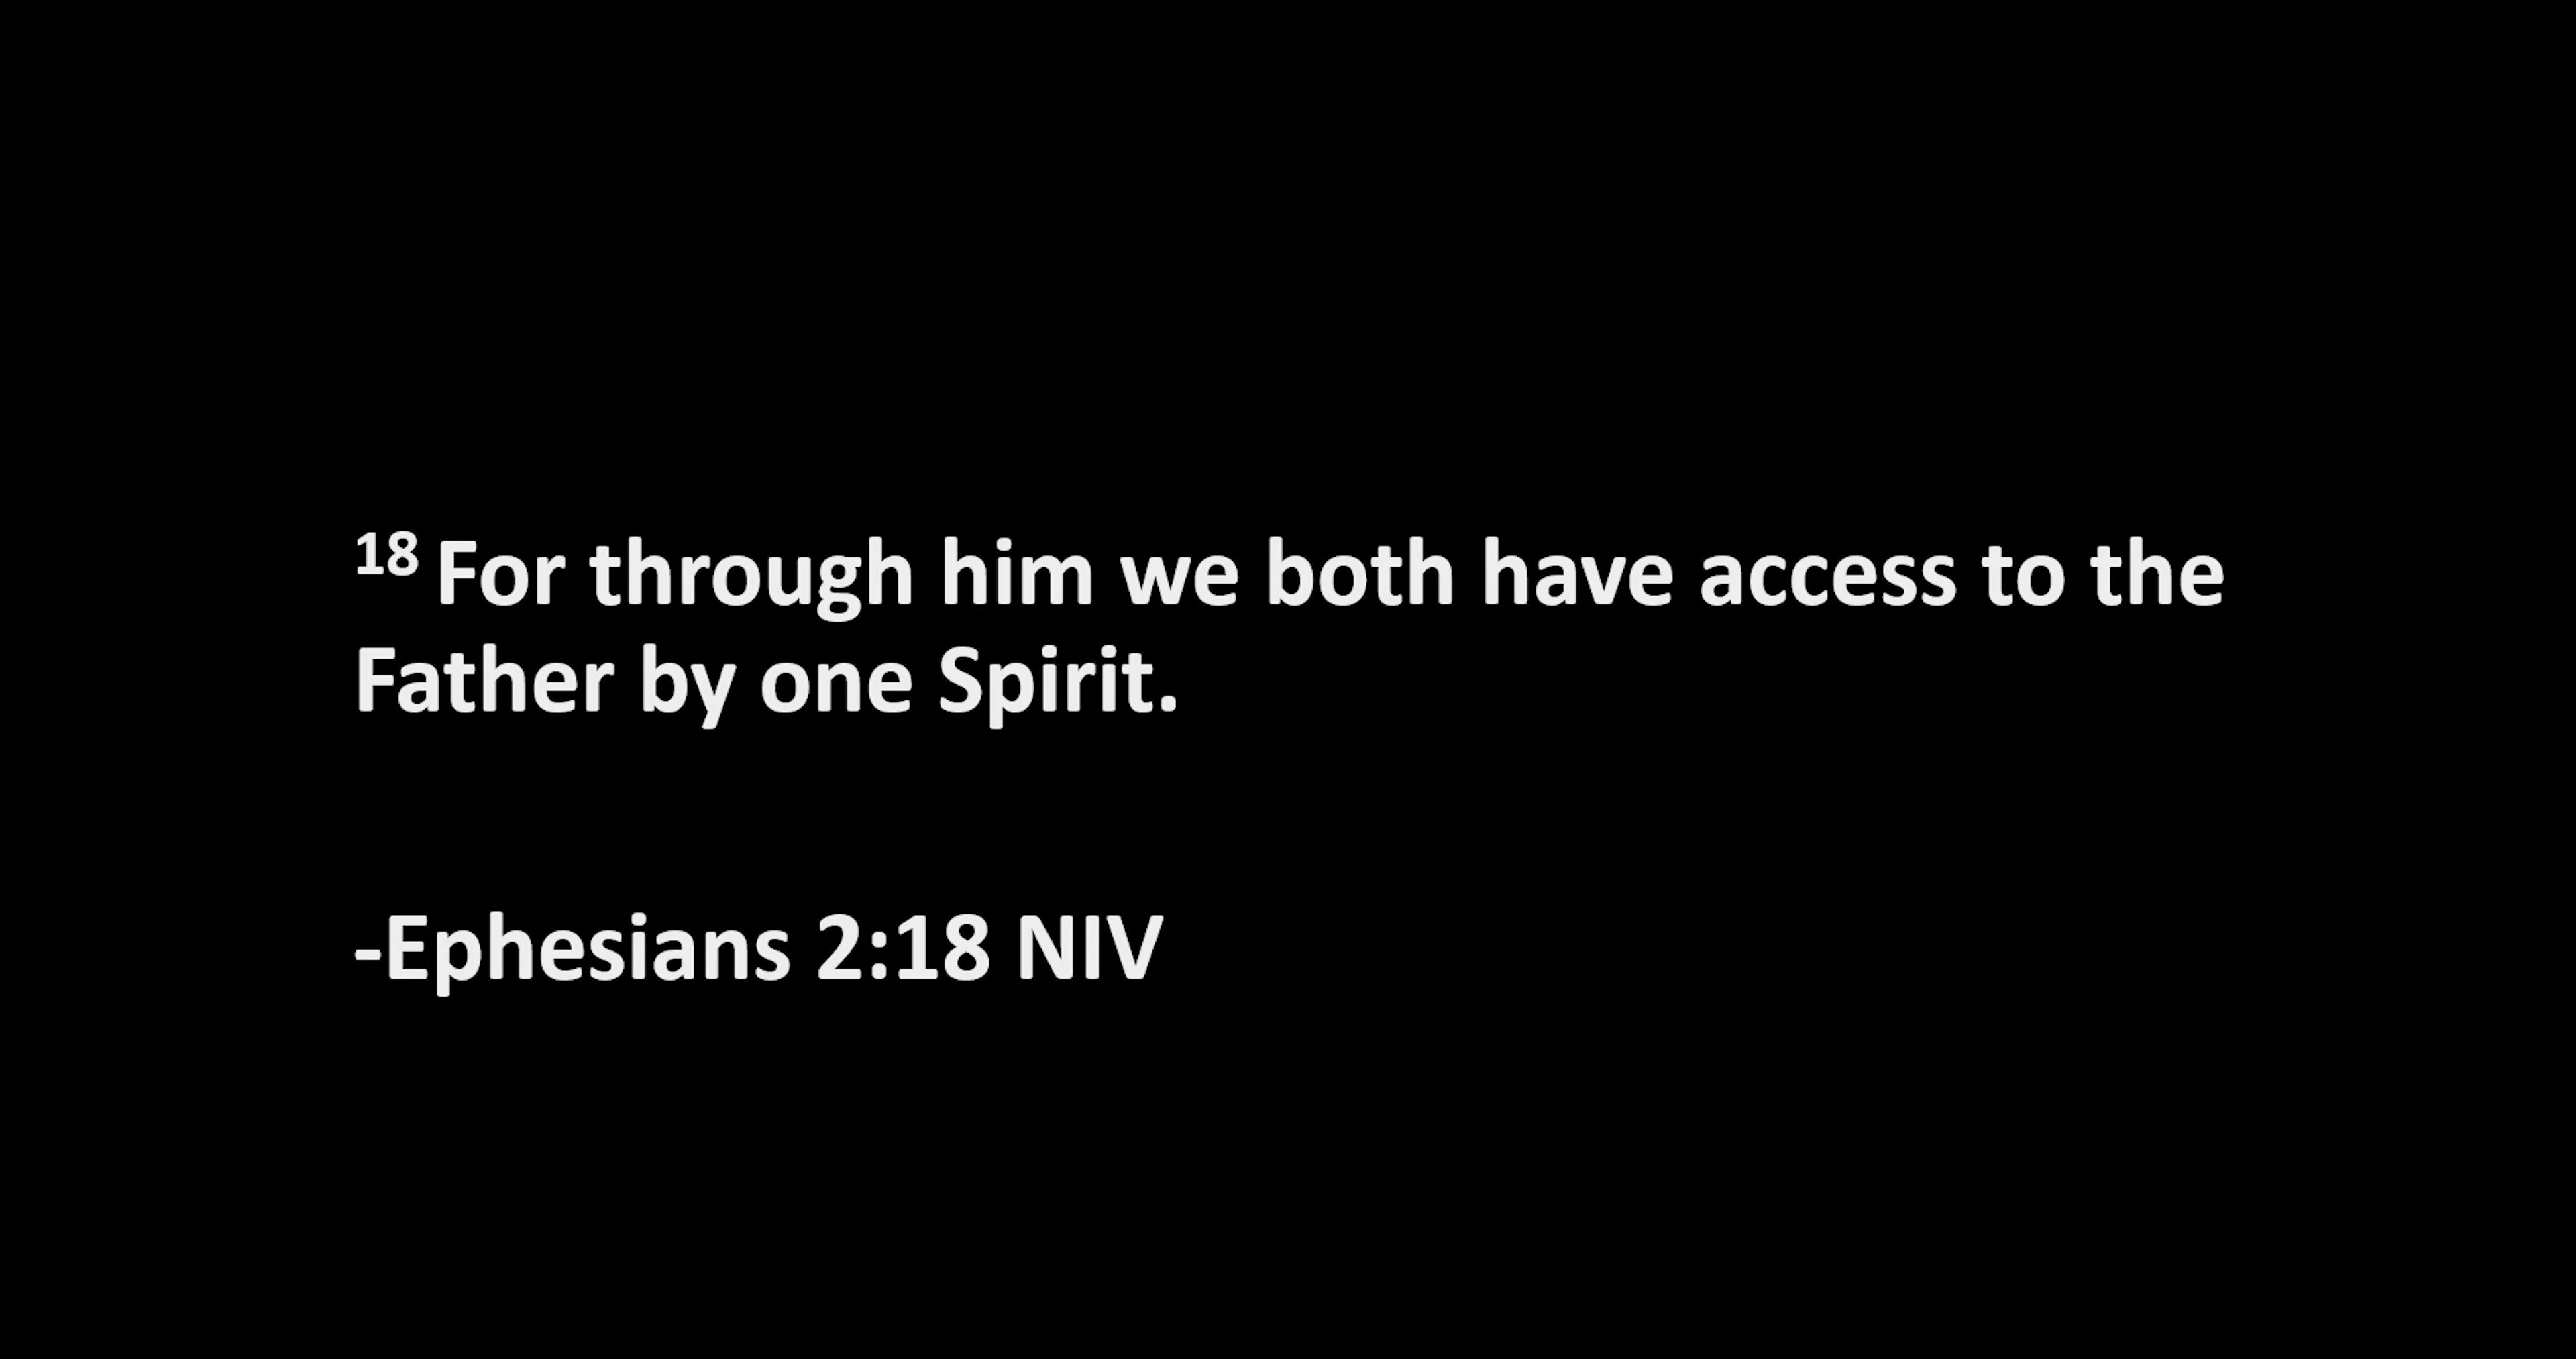 18 For through him we both have access to the
Father by one Spirit.
-Ephesians 2:18 NIV